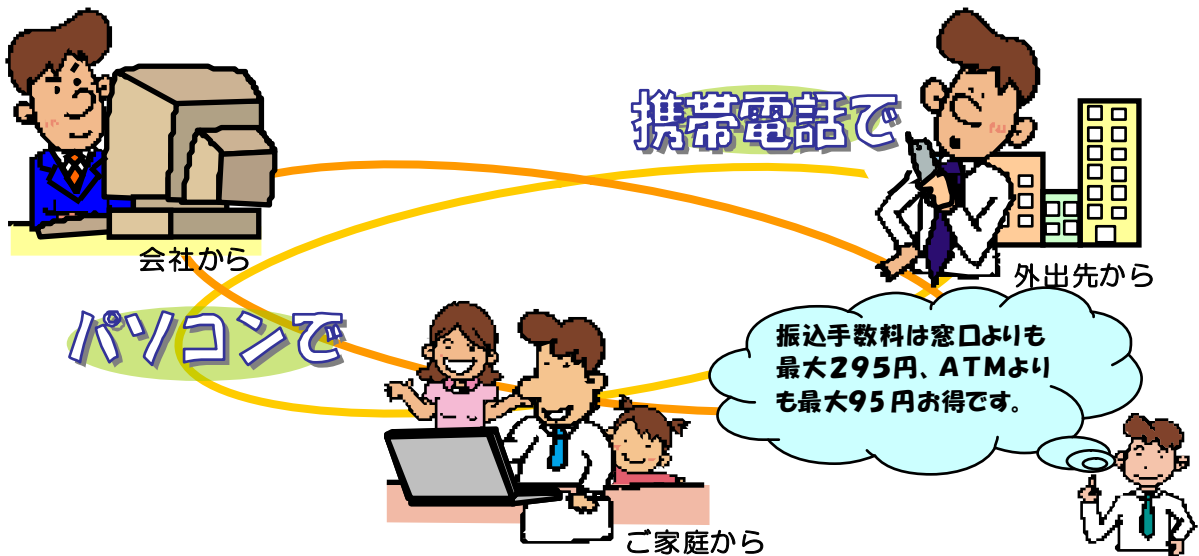 携帯電話で
会社から
外出先から
パソコンで
振込手数料は窓口よりも
最大295円、ATMより
も最大95円お得です。
ご家庭から